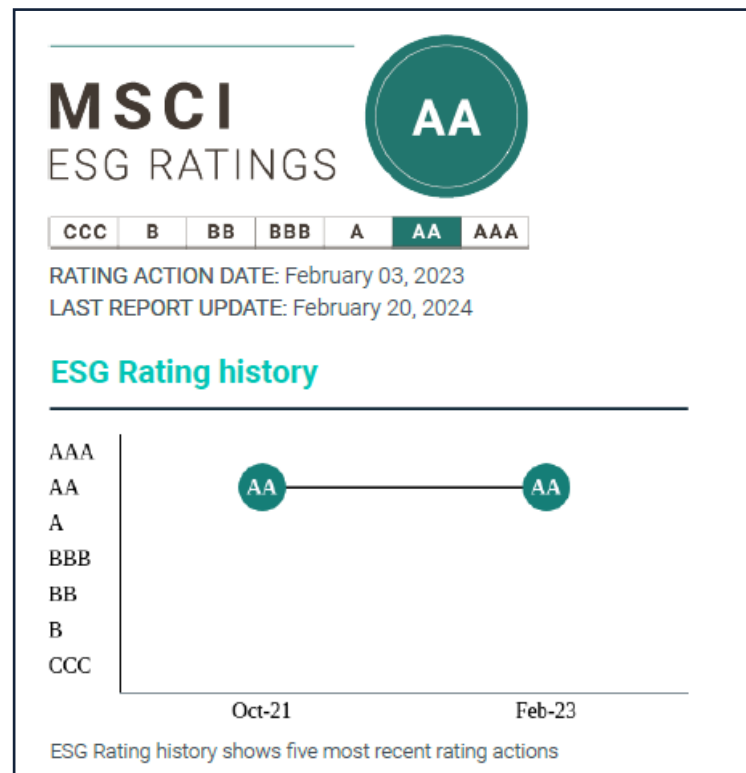 MSCI
ESG RATINGS
AA
CCC B BB BBB A AA AAA
RATING ACTION DATE: February 03, 2023
LAST REPORT UPDATE: February 20, 2024
ESG Rating history
AAA
AA
A
BBB
BB
B
CCC
AA AA
Oct-21 Feb-23
ESG Rating history shows five most recent rating actions